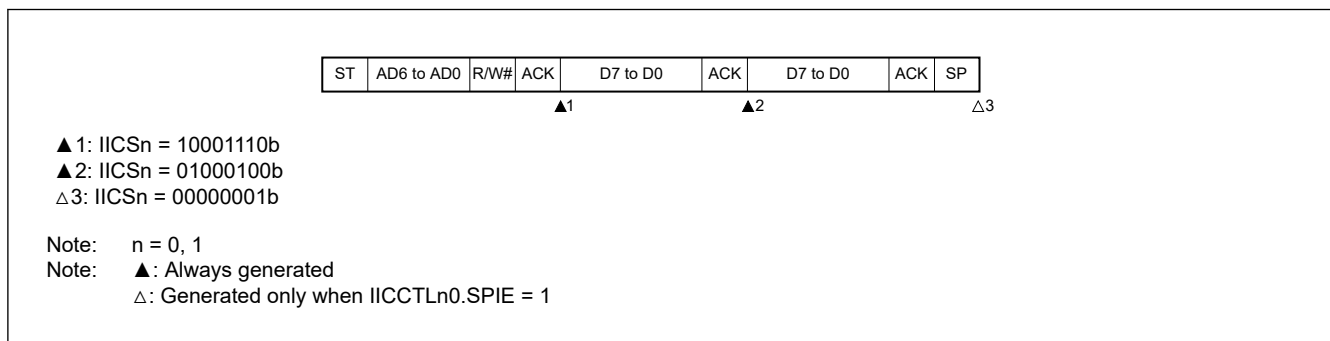 ST AD6 to AD0 R/W# ACK D7 to D0 ACK D7 to D0 ACK SP
▲1 ▲2 △3
▲1: IICSn = 10001110b
▲2: IICSn = 01000100b
△3: IICSn = 00000001b
Note: n = 0, 1
Note: ▲: Always generated
△: Generated only when IICCTLn0.SPIE = 1